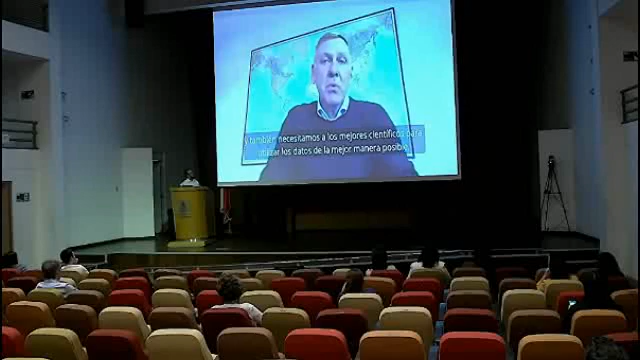 y también necesitamos a los mejores científicos para
utilizar los datos de la mejor manera posible.